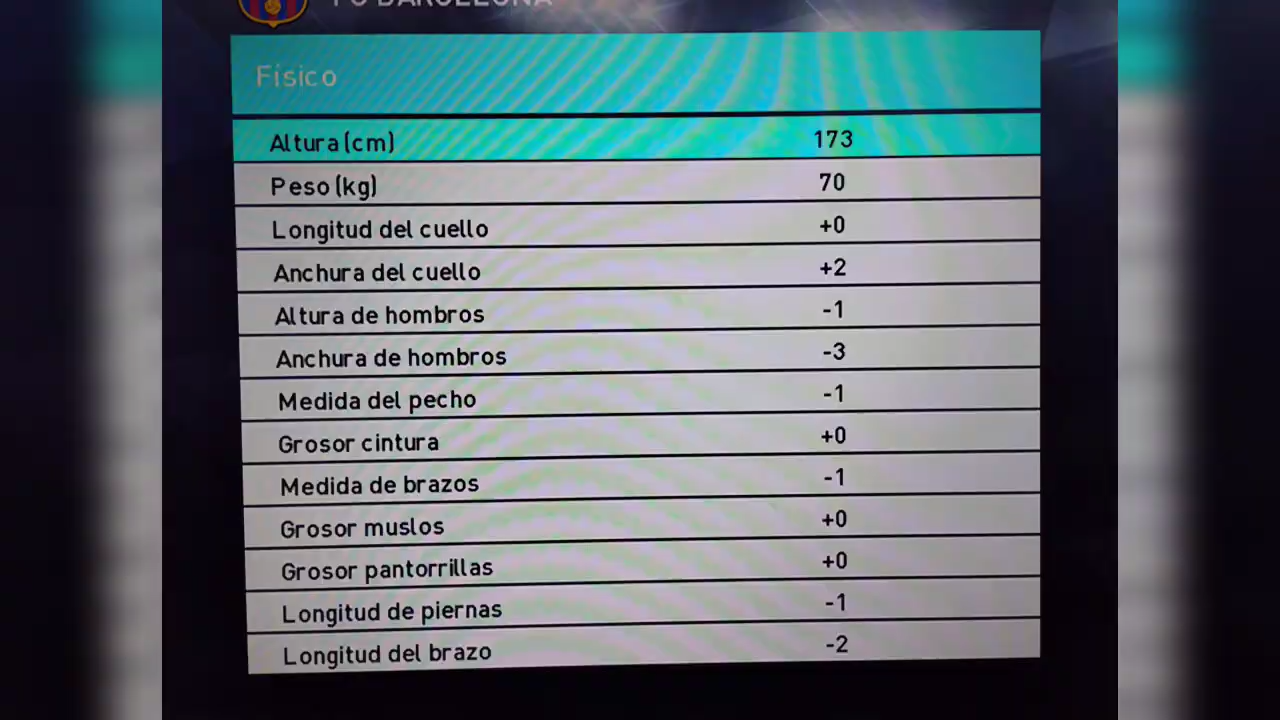 FC BARCELONA
Físico
Altura (cm) 173
Peso (kg) 70
Longitud del cuello +0
Anchura del cuello +2
Altura de hombros -1
Anchura de hombros -3
Medida del pecho -1
Grosor cintura +0
Medida de brazos -1
Grosor muslos +0
Grosor pantorrillas +0
Longitud de piernas -1
Longitud del brazo -2